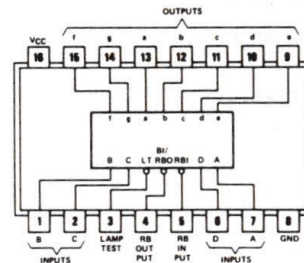 OUTPUTS
VCC f g a b c d e
16 15 14 13 12 11 10 9
f g a b c d e
BI/
B C LT RBO RBI D A
1 2 3 4 5 6 7 8
B C LAMP RB RB D A GND
TEST OUT IN
PUT PUT
INPUTS INPUTS